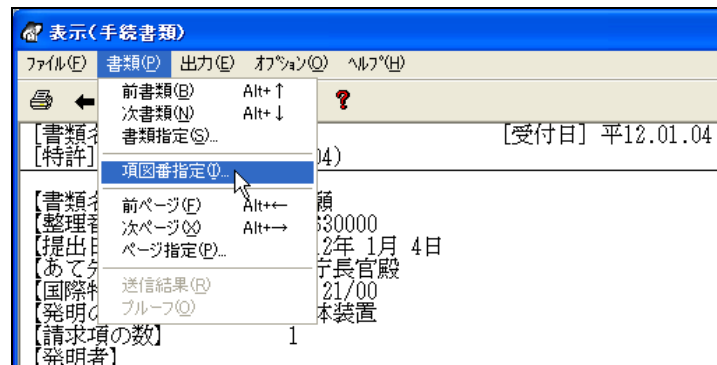 表示(手続書類)
ファイル(F) 書類(P) 出力(E) オプション(O) ヘルプ(H)
前書類(B) Alt+↑
次書類(N) Alt+↓
書類指定(S)...
項図番指定(I)...
前ページ(F) Alt+←
次ページ(X) Alt+→
ページ指定(P)...
送信結果(R)
プルーフ(O)
[書類名 [受付日] 平12.01.04
[特許] 04)
【書類名 願
【整理番 630000
【提出日 12年 1月 4日
【あて先 庁長官殿
【国際特 21/00
【発明の 体装置
【請求項の数】 1
【発明者】